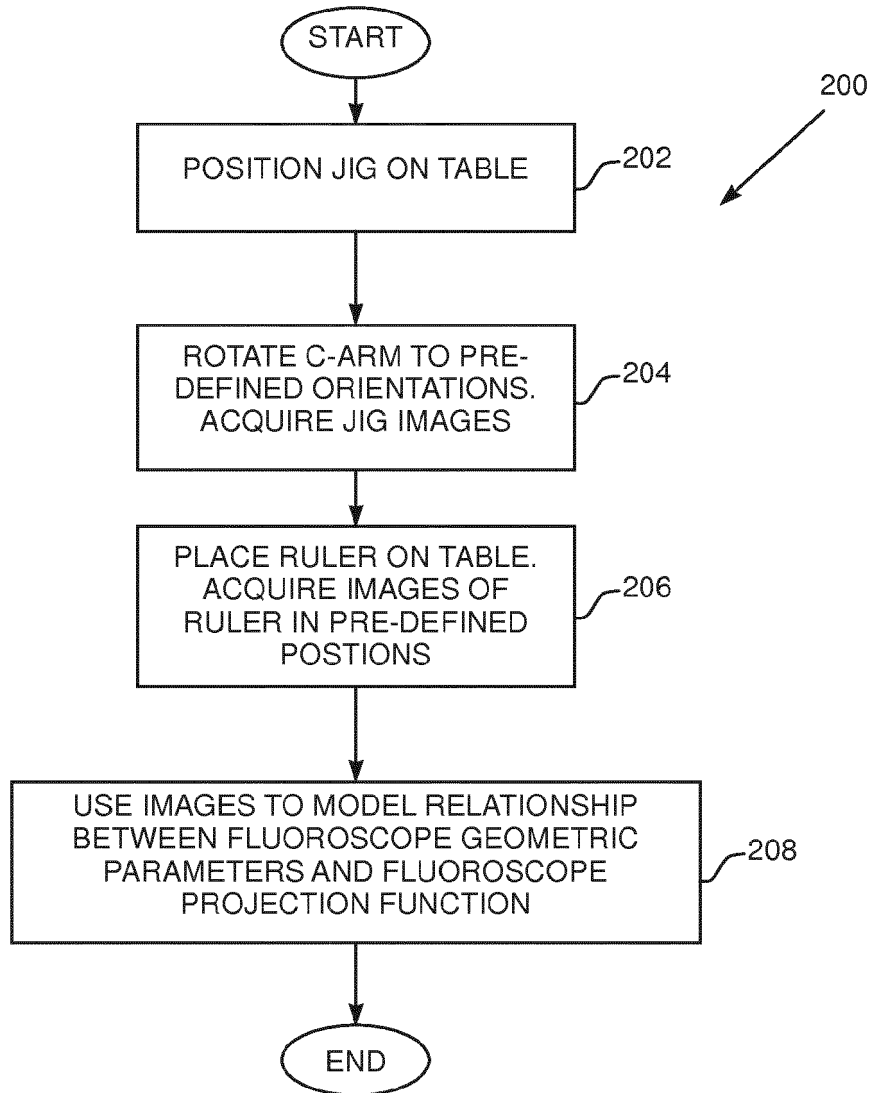 START
200
POSITION JIG ON TABLE
202
ROTATE C-ARM TO PRE-
DEFINED ORIENTATIONS.
ACQUIRE JIG IMAGES
204
PLACE RULER ON TABLE.
ACQUIRE IMAGES OF
RULER IN PRE-DEFINED
POSTIONS
206
USE IMAGES TO MODEL RELATIONSHIP
BETWEEN FLUOROSCOPE GEOMETRIC
PARAMETERS AND FLUOROSCOPE
PROJECTION FUNCTION
208
END